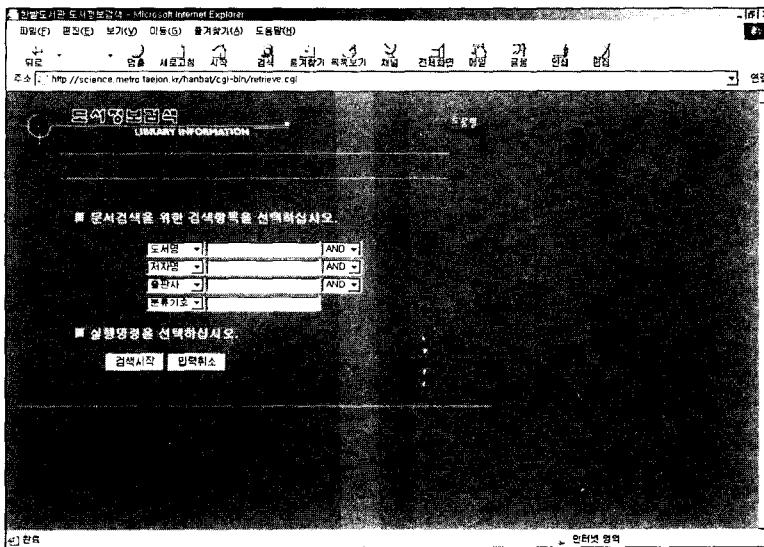 한밭도서관 도서정보검색 - Microsoft Internet Explorer
파일(F) 편집(E) 보기(V) 이동(G) 즐겨찾기(A) 도움말(H)
뒤로 멈춤 새로고침 시작 검색 즐겨찾기 목록보기 채널 전체화면 메일 글꼴 인쇄 편집
주소 http://science.metro.taejon.kr/hanbat/cgi-bin/retrieve.cgi 연결
도서정보검색
LIBRARY INFORMATION
도움말
문서검색을 위한 검색항목을 선택하십시오.
도서명 AND
저자명 AND
출판사 AND
분류기호
실행명령을 선택하십시오.
검색시작 입력취소
완료 인터넷 영역